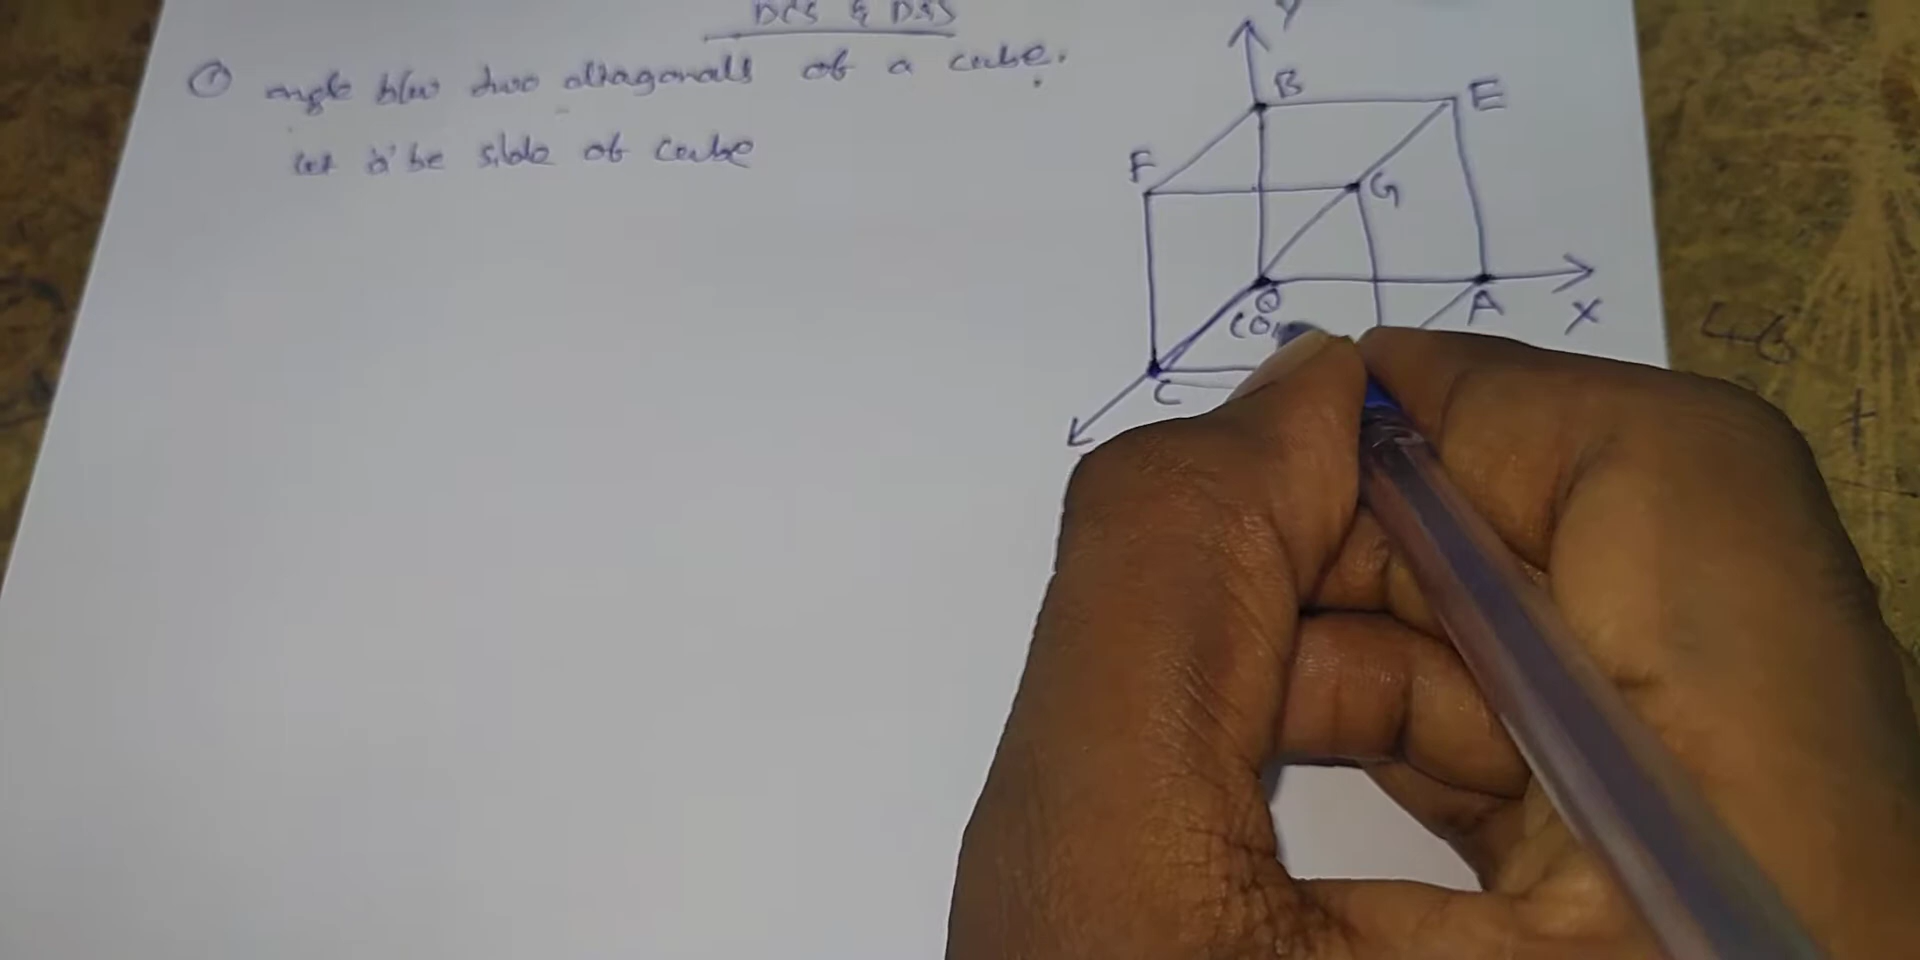 DCS & DRS
① angle b/w two diagonals of a cube.
let 'a' be side of cube
Y
B
E
F
G
O
A
X
C